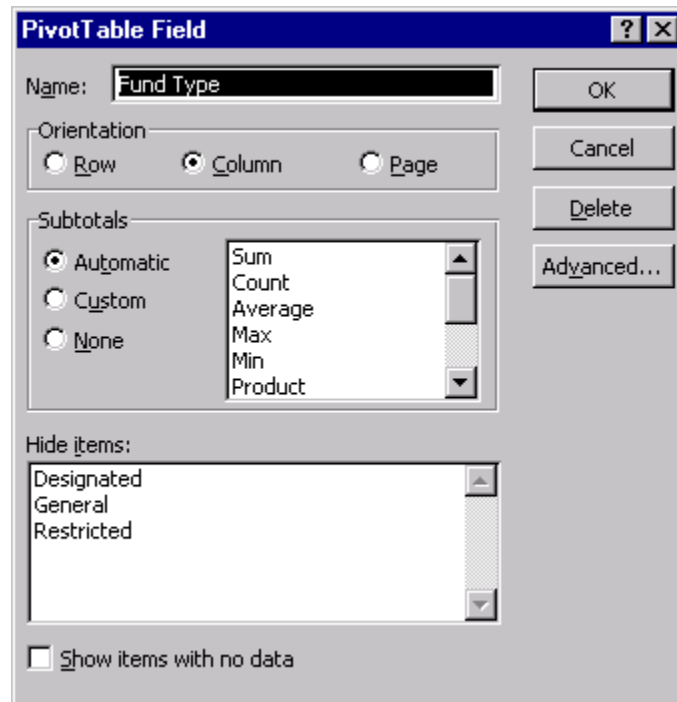 PivotTable Field
Name: Fund Type
OK
Orientation
Row Column Page
Cancel
Subtotals
Delete
Automatic
Custom
None
Sum
Count
Average
Max
Min
Product
Advanced...
Hide items:
Designated
General
Restricted
Show items with no data